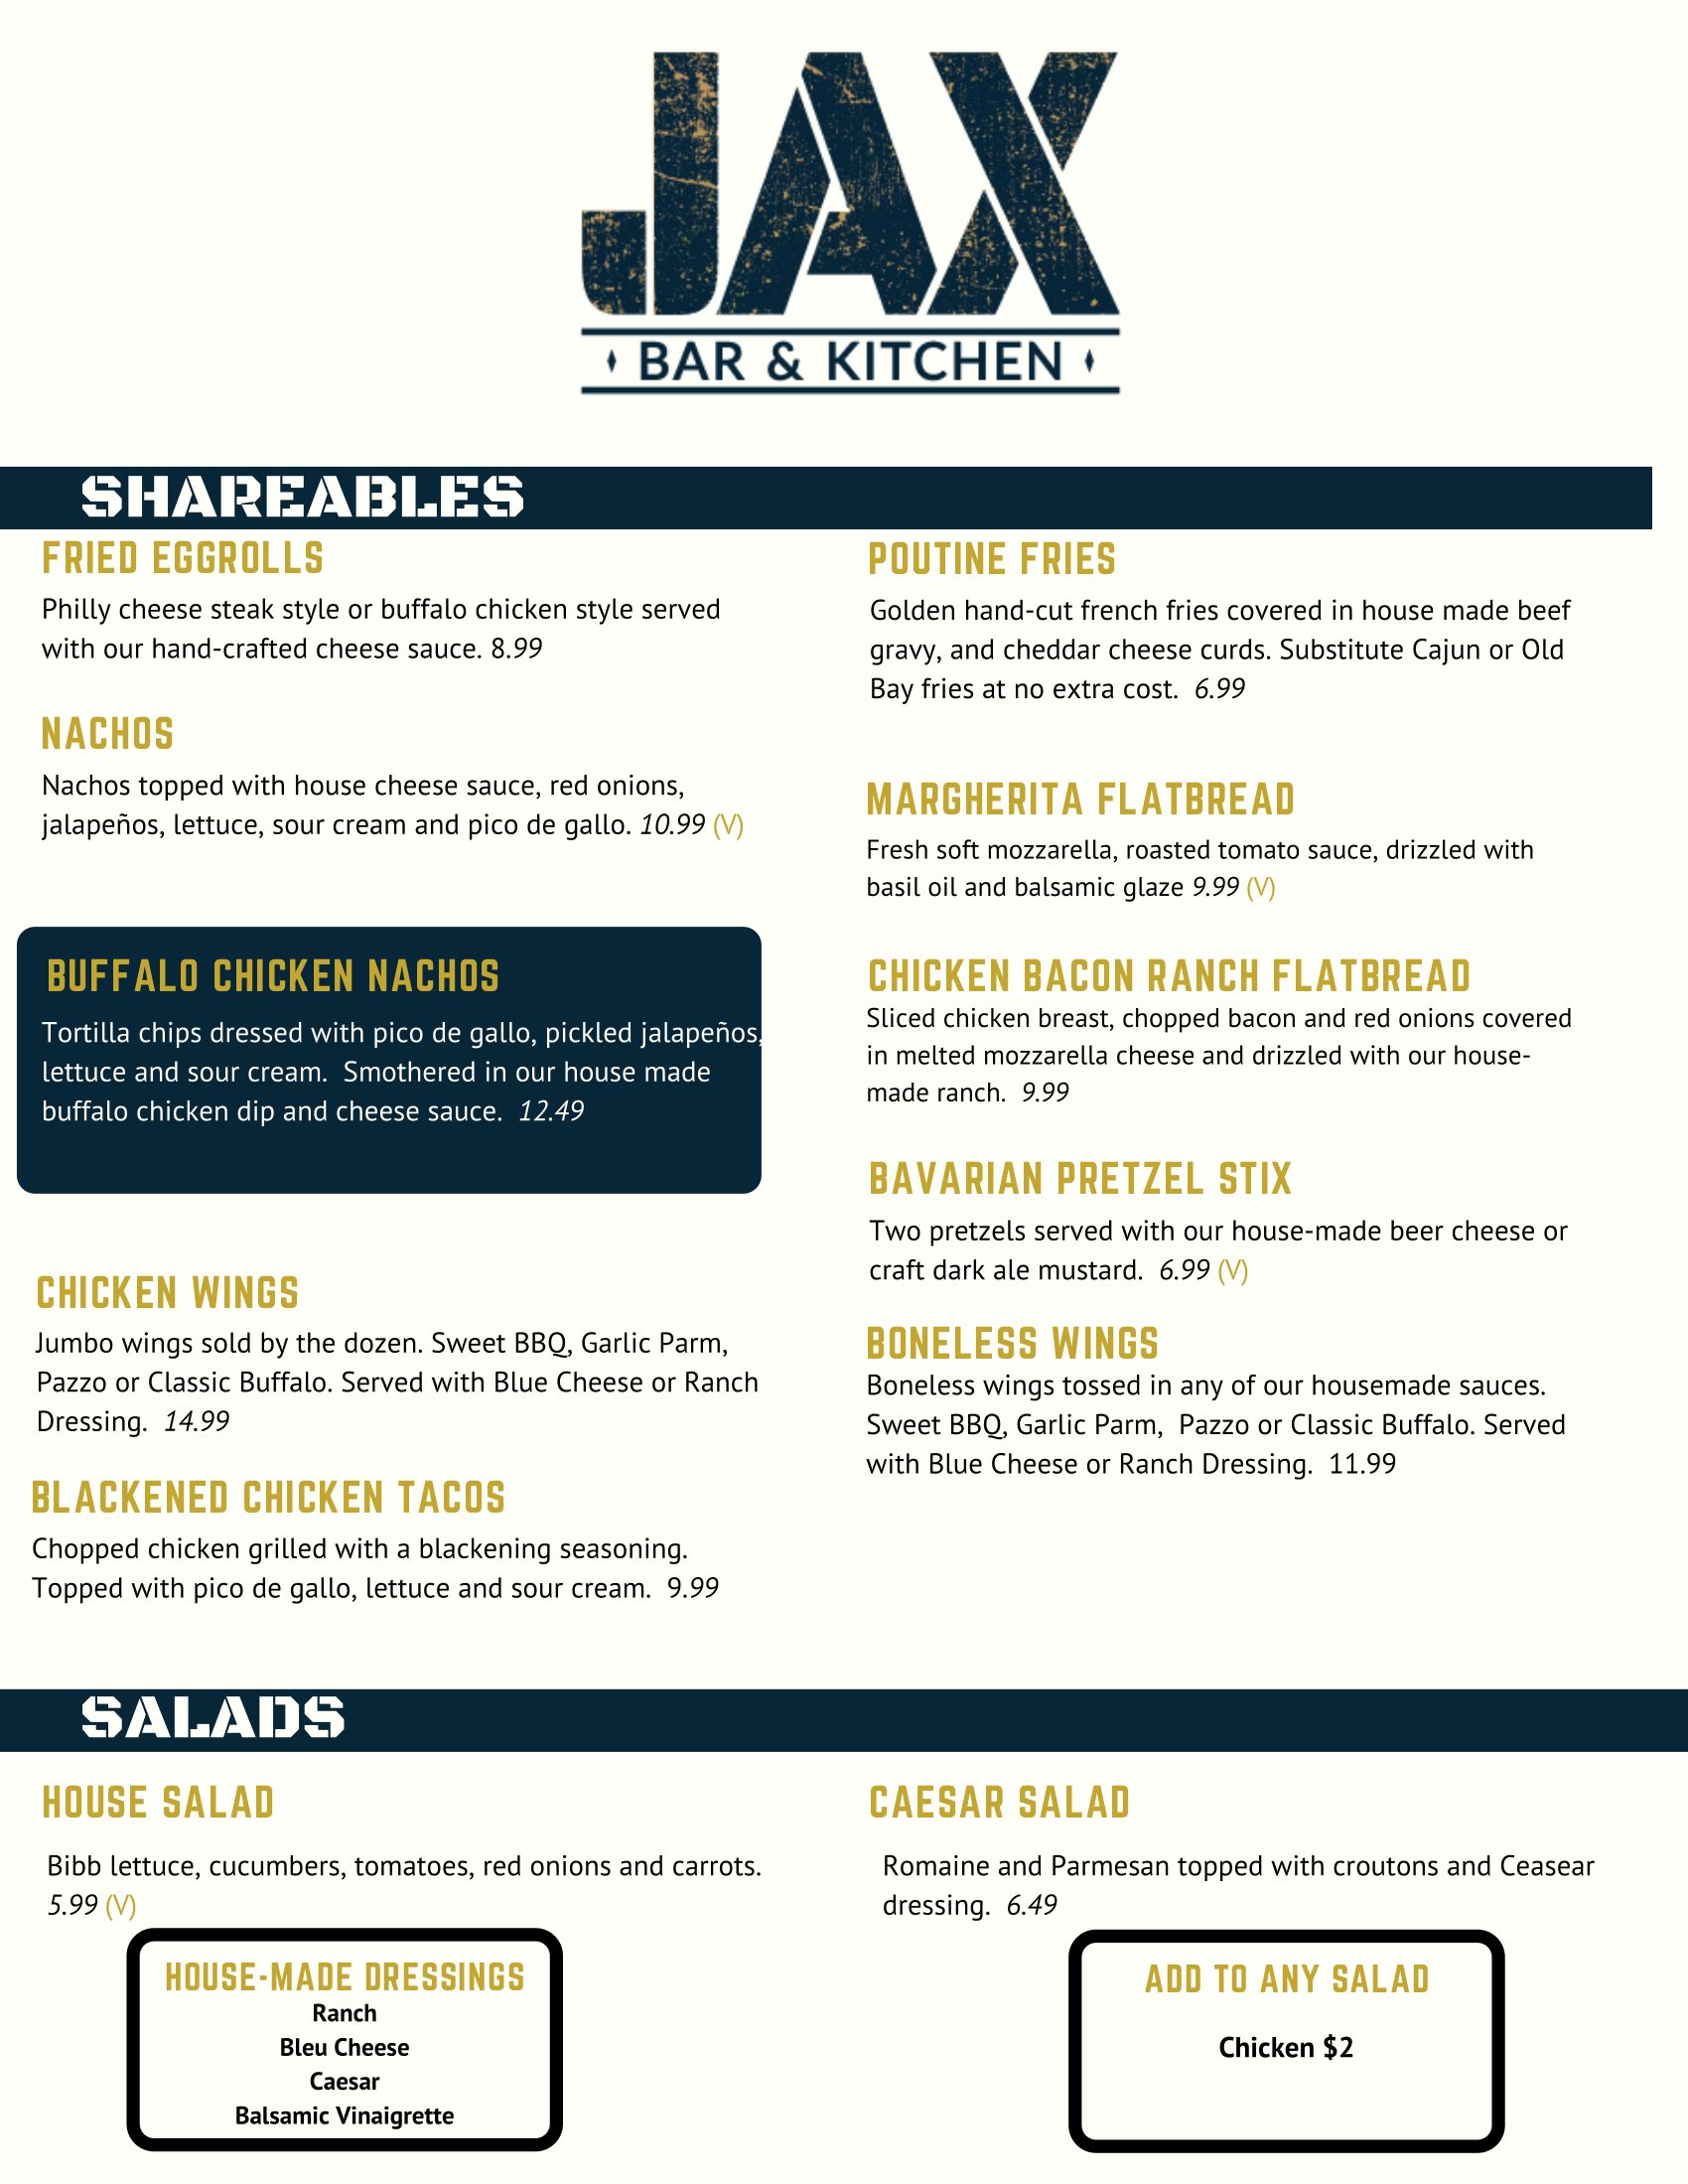 JAX
BAR & KITCHEN
SHAREABLES
FRIED EGGROLLS
Philly cheese steak style or buffalo chicken style served
with our hand-crafted cheese sauce. 8.99
NACHOS
Nachos topped with house cheese sauce, red onions,
jalapeños, lettuce, sour cream and pico de gallo. 10.99 (V)
BUFFALO CHICKEN NACHOS
Tortilla chips dressed with pico de gallo, pickled jalapeños,
lettuce and sour cream. Smothered in our house made
buffalo chicken dip and cheese sauce. 12.49
CHICKEN WINGS
Jumbo wings sold by the dozen. Sweet BBQ, Garlic Parm,
Pazzo or Classic Buffalo. Served with Blue Cheese or Ranch
Dressing. 14.99
BLACKENED CHICKEN TACOS
Chopped chicken grilled with a blackening seasoning.
Topped with pico de gallo, lettuce and sour cream. 9.99
POUTINE FRIES
Golden hand-cut french fries covered in house made beef
gravy, and cheddar cheese curds. Substitute Cajun or Old
Bay fries at no extra cost. 6.99
MARGHERITA FLATBREAD
Fresh soft mozzarella, roasted tomato sauce, drizzled with
basil oil and balsamic glaze 9.99 (V)
CHICKEN BACON RANCH FLATBREAD
Sliced chicken breast, chopped bacon and red onions covered
in melted mozzarella cheese and drizzled with our house-
made ranch. 9.99
BAVARIAN PRETZEL STIX
Two pretzels served with our house-made beer cheese or
craft dark ale mustard. 6.99 (V)
BONELESS WINGS
Boneless wings tossed in any of our housemade sauces.
Sweet BBQ, Garlic Parm, Pazzo or Classic Buffalo. Served
with Blue Cheese or Ranch Dressing. 11.99
SALADS
HOUSE SALAD
Bibb lettuce, cucumbers, tomatoes, red onions and carrots.
5.99 (V)
HOUSE-MADE DRESSINGS
Ranch
Bleu Cheese
Caesar
Balsamic Vinaigrette
CAESAR SALAD
Romaine and Parmesan topped with croutons and Ceasear
dressing. 6.49
ADD TO ANY SALAD
Chicken $2